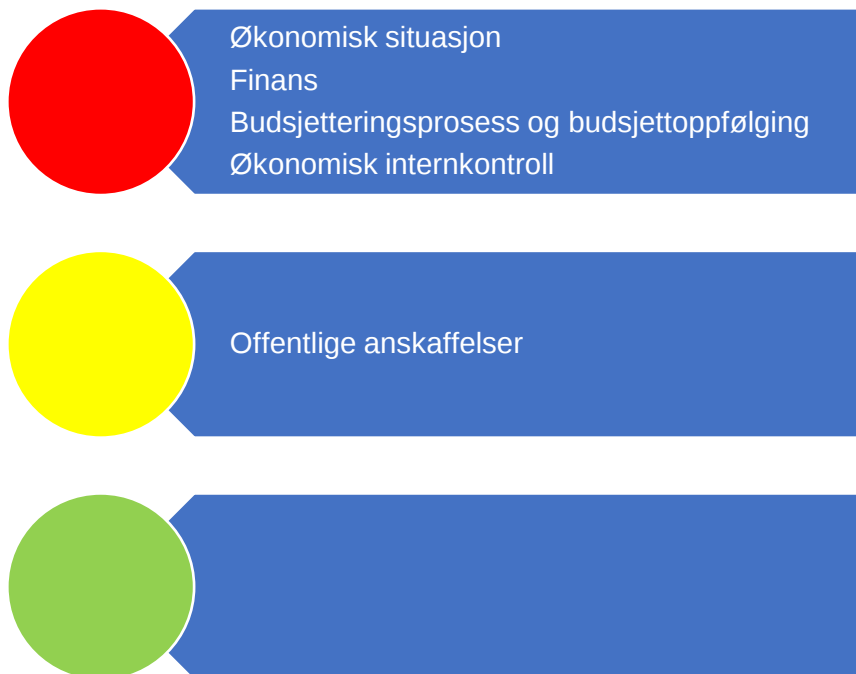 Økonomisk situasjon
Finans
Budsjetteringsprosess og budsjettoppfølging
Økonomisk internkontroll
Offentlige anskaffelser